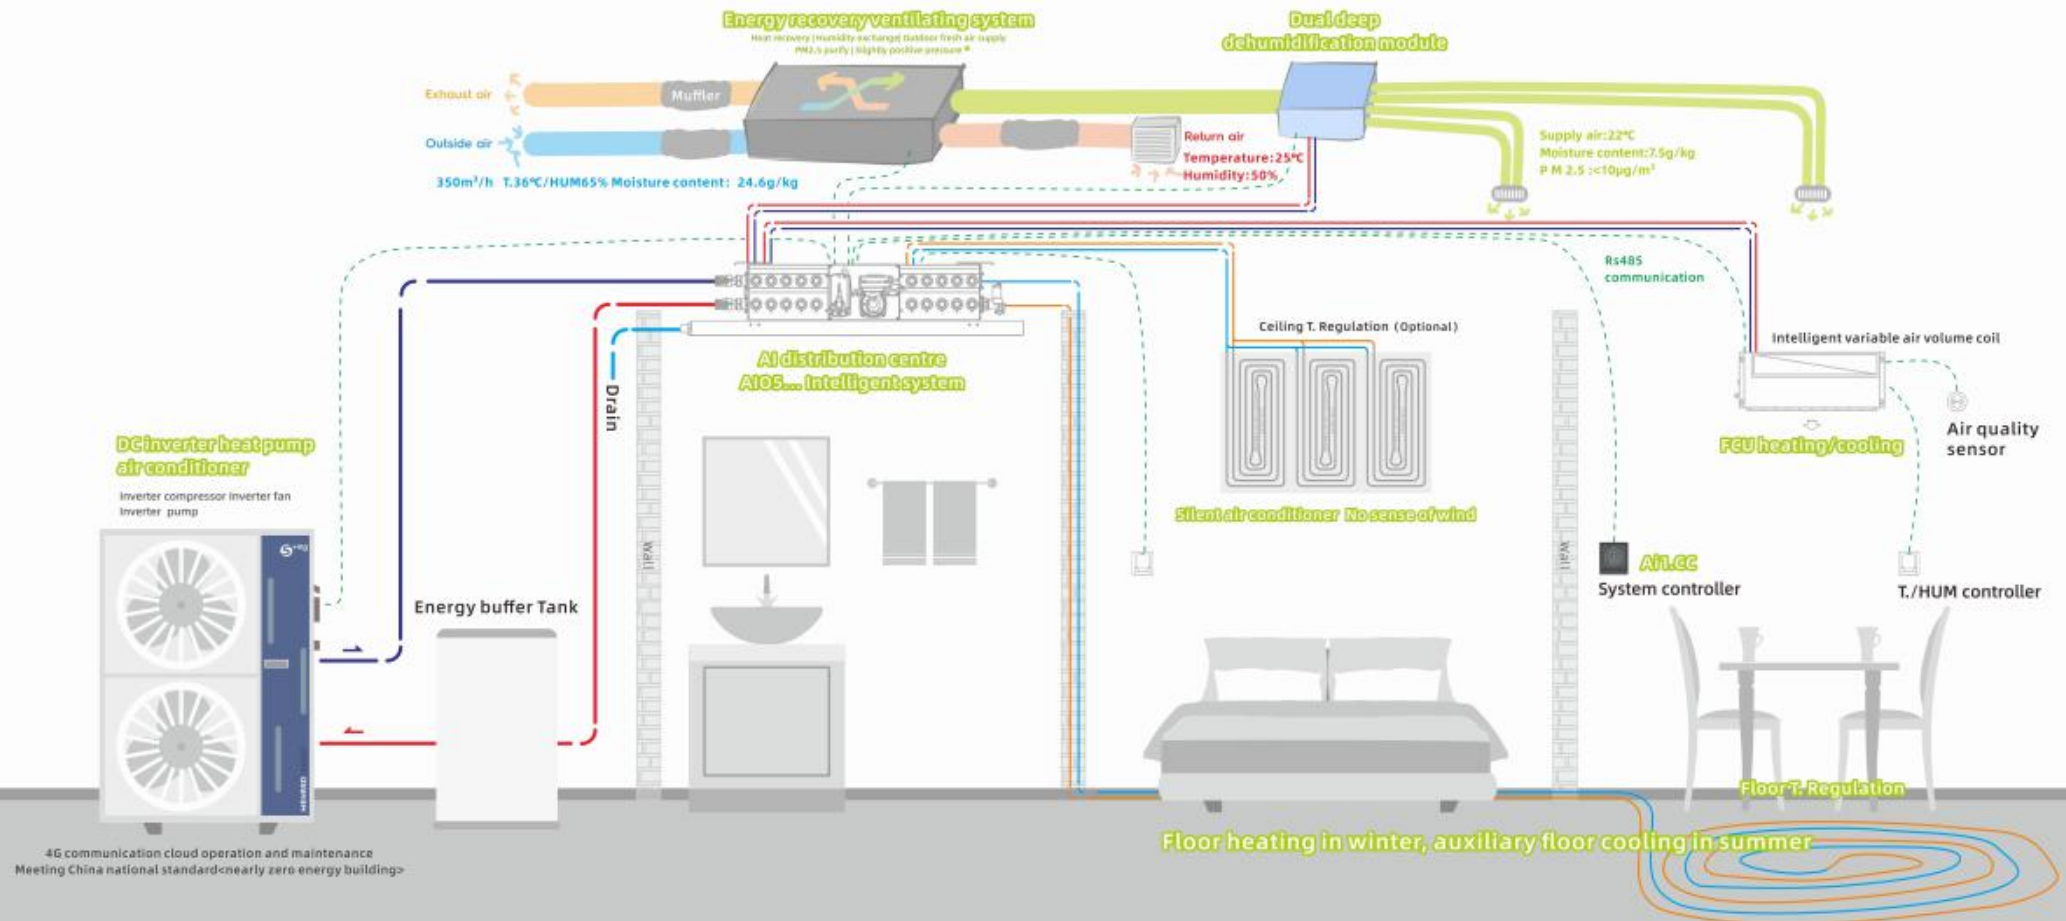 Energy recovery ventilating system
Heat recovery | Humidity exchange| Outdoor fresh air supply
PM2.5 purify | Slightly positive pressure
Dual deep
dehumidification module
Exhaust air
Muffler
Outside air
350m³/h T.36℃/HUM65% Moisture content: 24.6g/kg
Return air
Temperature:25℃
Humidity:50%
Supply air:22℃
Moisture content:7.5g/kg
P M 2.5 :<10μg/m³
Rs485
communication
AI distribution centre
AIO5... Intelligent system
Drain
Ceiling T. Regulation (Optional)
Silent air conditioner No sense of wind
Intelligent variable air volume coil
FCU heating/cooling
Air quality
sensor
DC inverter heat pump
air conditioner
Inverter compressor Inverter fan
Inverter pump
Energy buffer Tank
Wall
Wall
Ai1.CC
System controller
T./HUM controller
Floor T. Regulation
Floor heating in winter, auxiliary floor cooling in summer
4G communication cloud operation and maintenance
Meeting China national standard<nearly zero energy building>